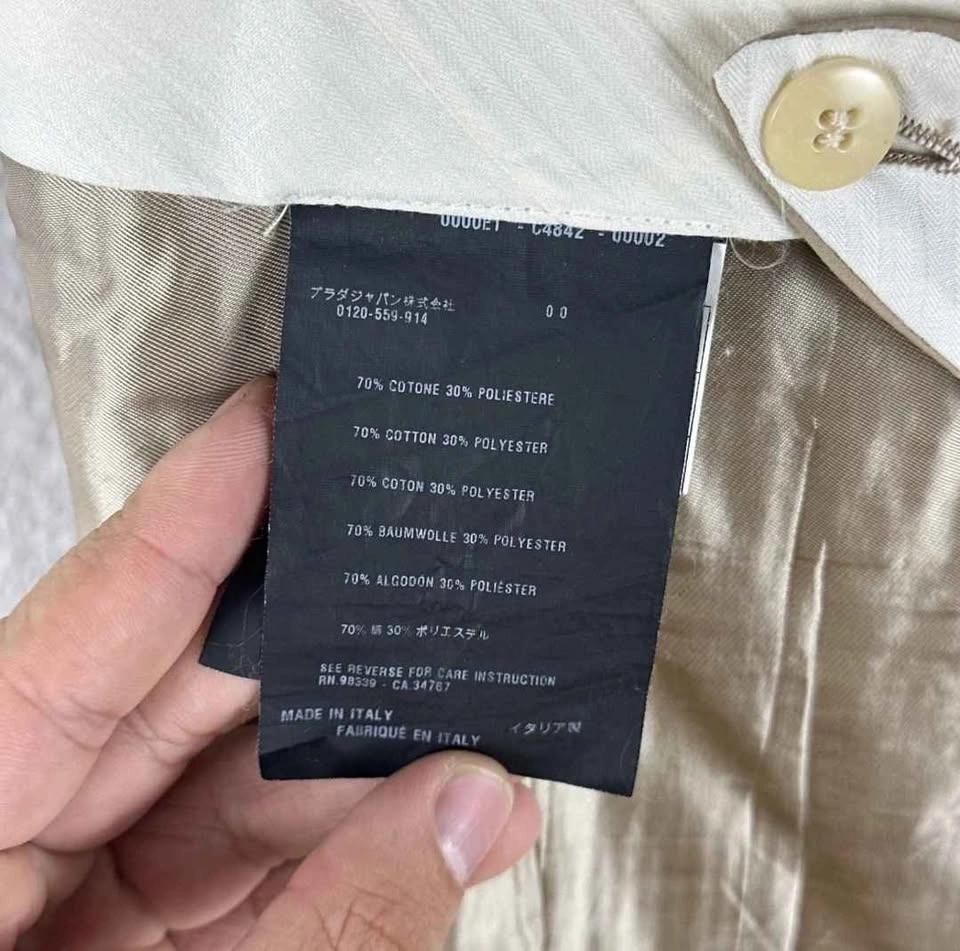 0000E1 - C4842 - 00002
プラダジャパン株式会社 0 0
0120-559-914
70% COTONE 30% POLIESTERE
70% COTTON 30% POLYESTER
70% COTON 30% POLYESTER
70% BAUMWOLLE 30% POLYESTER
70% ALGODÓN 30% POLIÉSTER
70% 綿 30% ポリエステル
SEE REVERSE FOR CARE INSTRUCTION
RN.98339 - CA.34767
MADE IN ITALY
FABRIQUÉ EN ITALY イタリア製